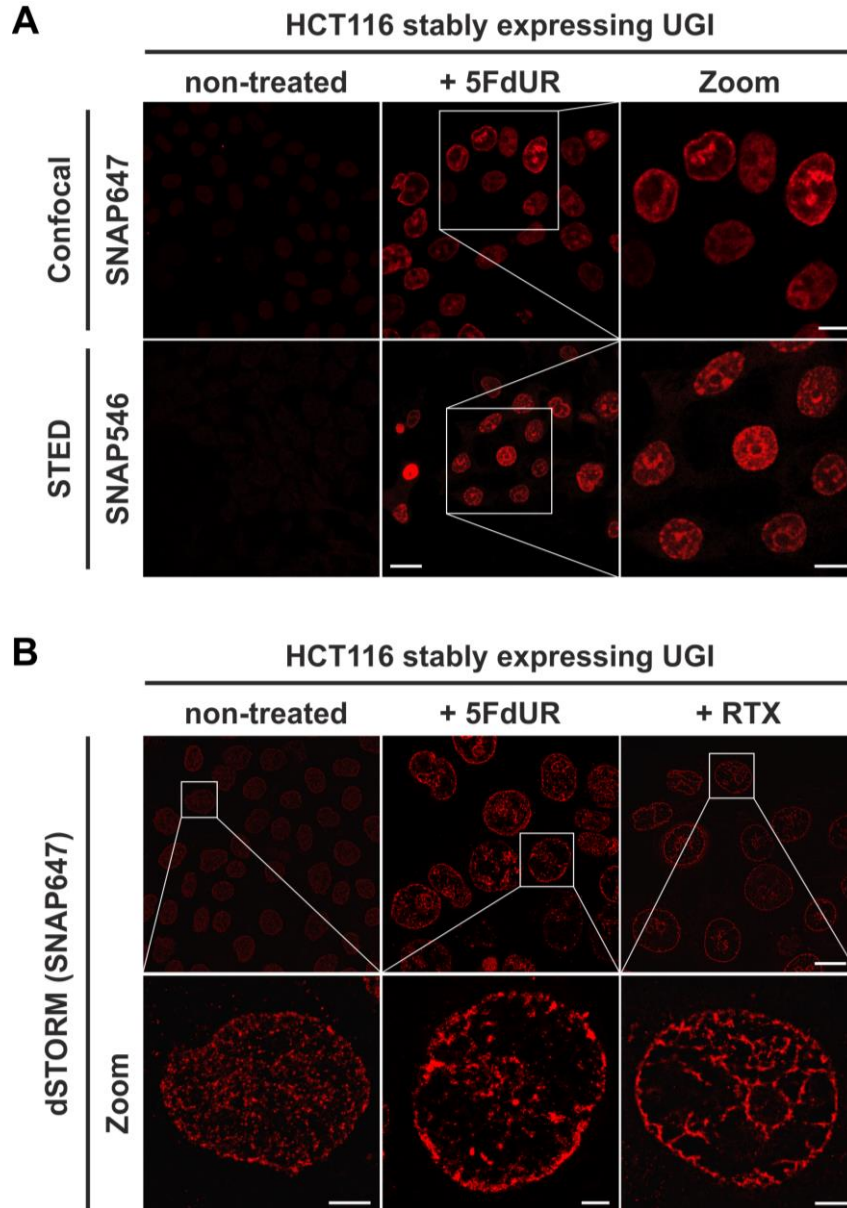 A
HCT116 stably expressing UGI
non-treated
+ 5FdUR
Zoom
Confocal
SNAP647
STED
SNAP546
B
HCT116 stably expressing UGI
non-treated
+ 5FdUR
+ RTX
dSTORM (SNAP647)
Zoom